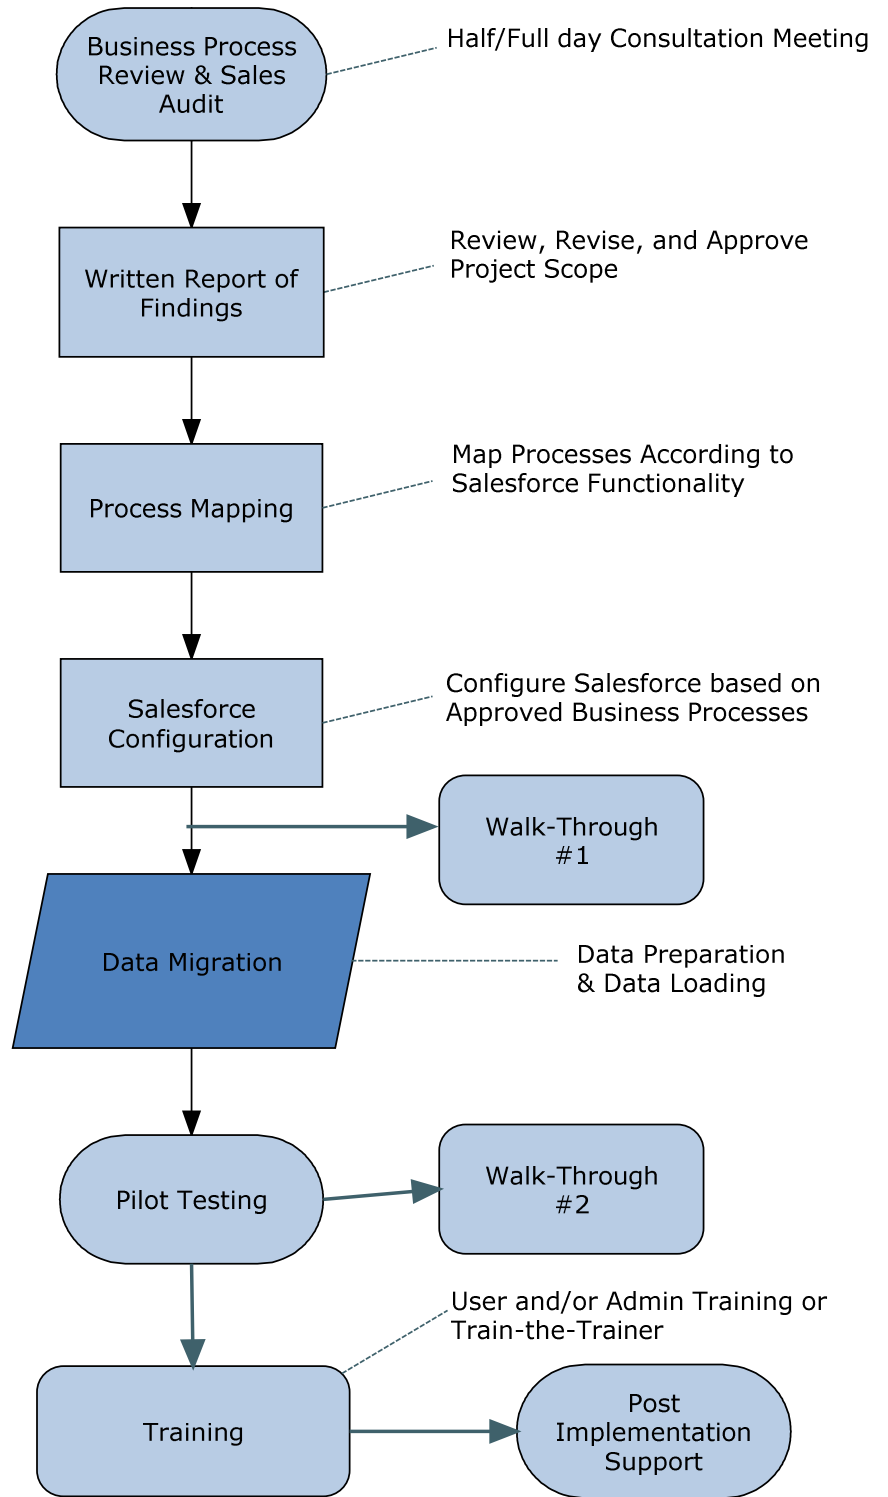 Business Process
Review & Sales
Audit
Half/Full day Consultation Meeting
Written Report of
Findings
Review, Revise, and Approve
Project Scope
Process Mapping
Map Processes According to
Salesforce Functionality
Salesforce
Configuration
Configure Salesforce based on
Approved Business Processes
Walk-Through
#1
Data Migration
Data Preparation
& Data Loading
Pilot Testing
Walk-Through
#2
User and/or Admin Training or
Train-the-Trainer
Training
Post
Implementation
Support